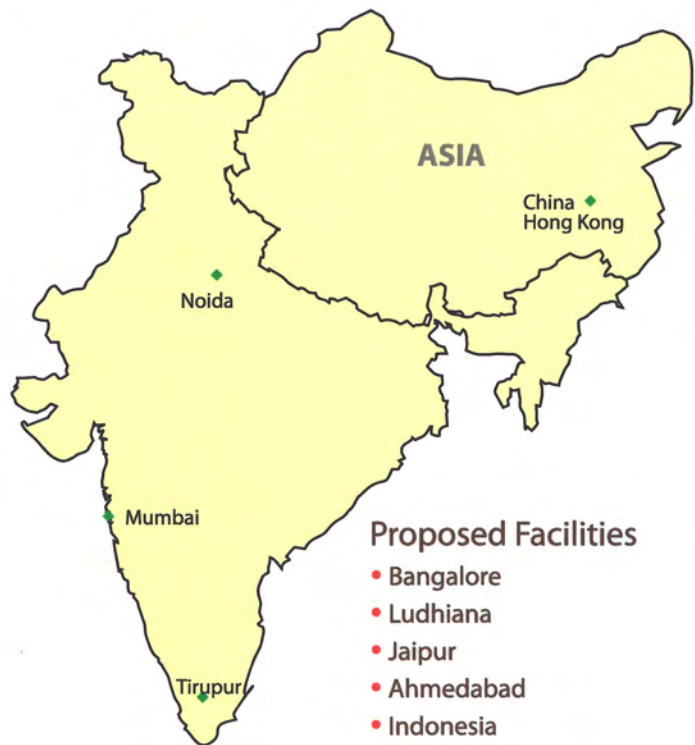 ASIA
China
Hong Kong
Noida
Mumbai
Tirupur
Proposed Facilities
• Bangalore
• Ludhiana
• Jaipur
• Ahmedabad
• Indonesia